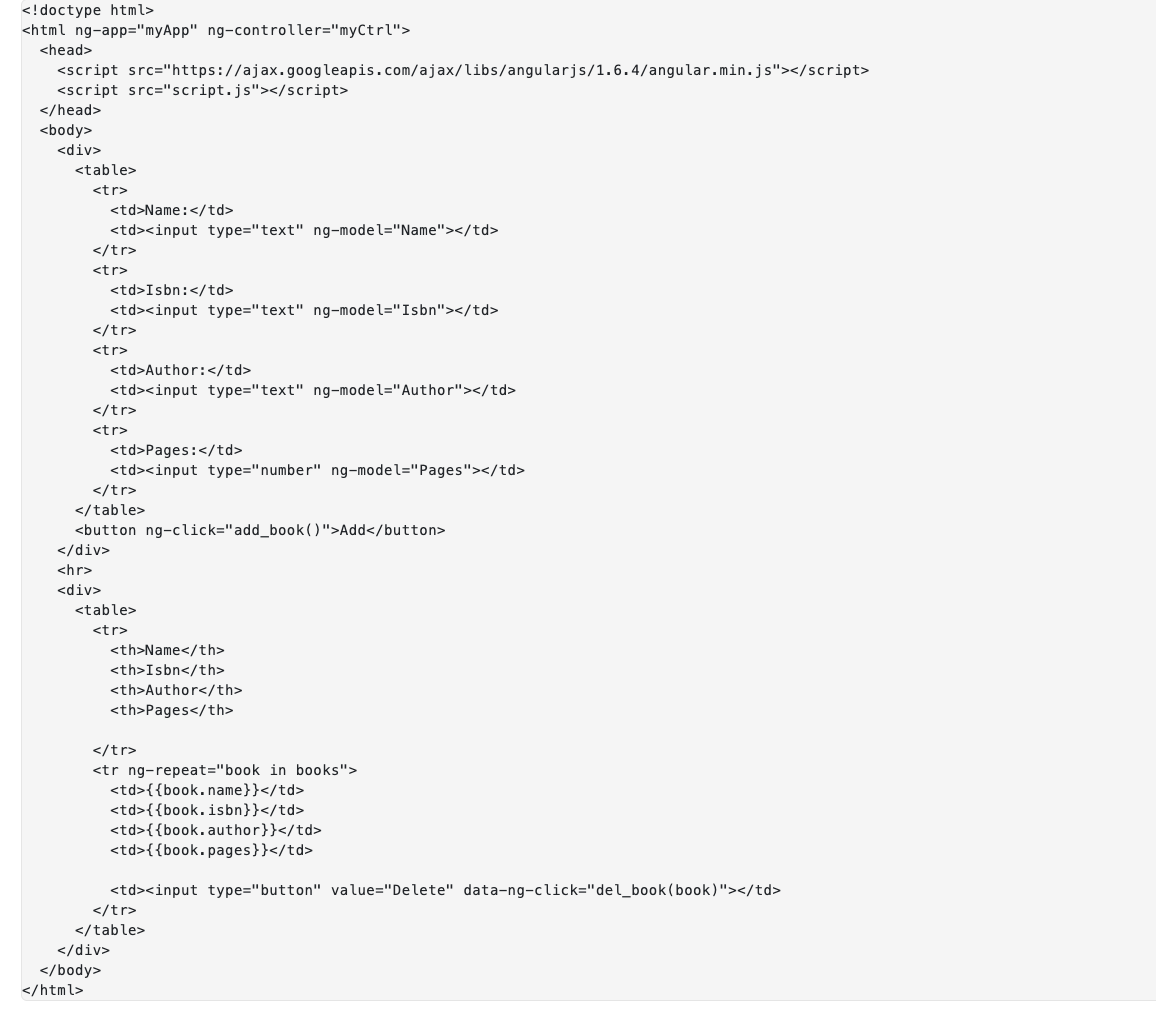 <!doctype html>
<html ng-app="myApp" ng-controller="myCtrl">
  <head>
    <script src="https://ajax.googleapis.com/ajax/libs/angularjs/1.6.4/angular.min.js"></script>
    <script src="script.js"></script>
  </head>
  <body>
    <div>
      <table>
        <tr>
          <td>Name:</td>
          <td><input type="text" ng-model="Name"></td>
        </tr>
        <tr>
          <td>Isbn:</td>
          <td><input type="text" ng-model="Isbn"></td>
        </tr>
        <tr>
          <td>Author:</td>
          <td><input type="text" ng-model="Author"></td>
        </tr>
        <tr>
          <td>Pages:</td>
          <td><input type="number" ng-model="Pages"></td>
        </tr>
      </table>
      <button ng-click="add_book()">Add</button>
    </div>
    <hr>
    <div>
      <table>
        <tr>
          <th>Name</th>
          <th>Isbn</th>
          <th>Author</th>
          <th>Pages</th>

        </tr>
        <tr ng-repeat="book in books">
          <td>{{book.name}}</td>
          <td>{{book.isbn}}</td>
          <td>{{book.author}}</td>
          <td>{{book.pages}}</td>

          <td><input type="button" value="Delete" data-ng-click="del_book(book)"></td>
        </tr>
      </table>
    </div>
  </body>
</html>